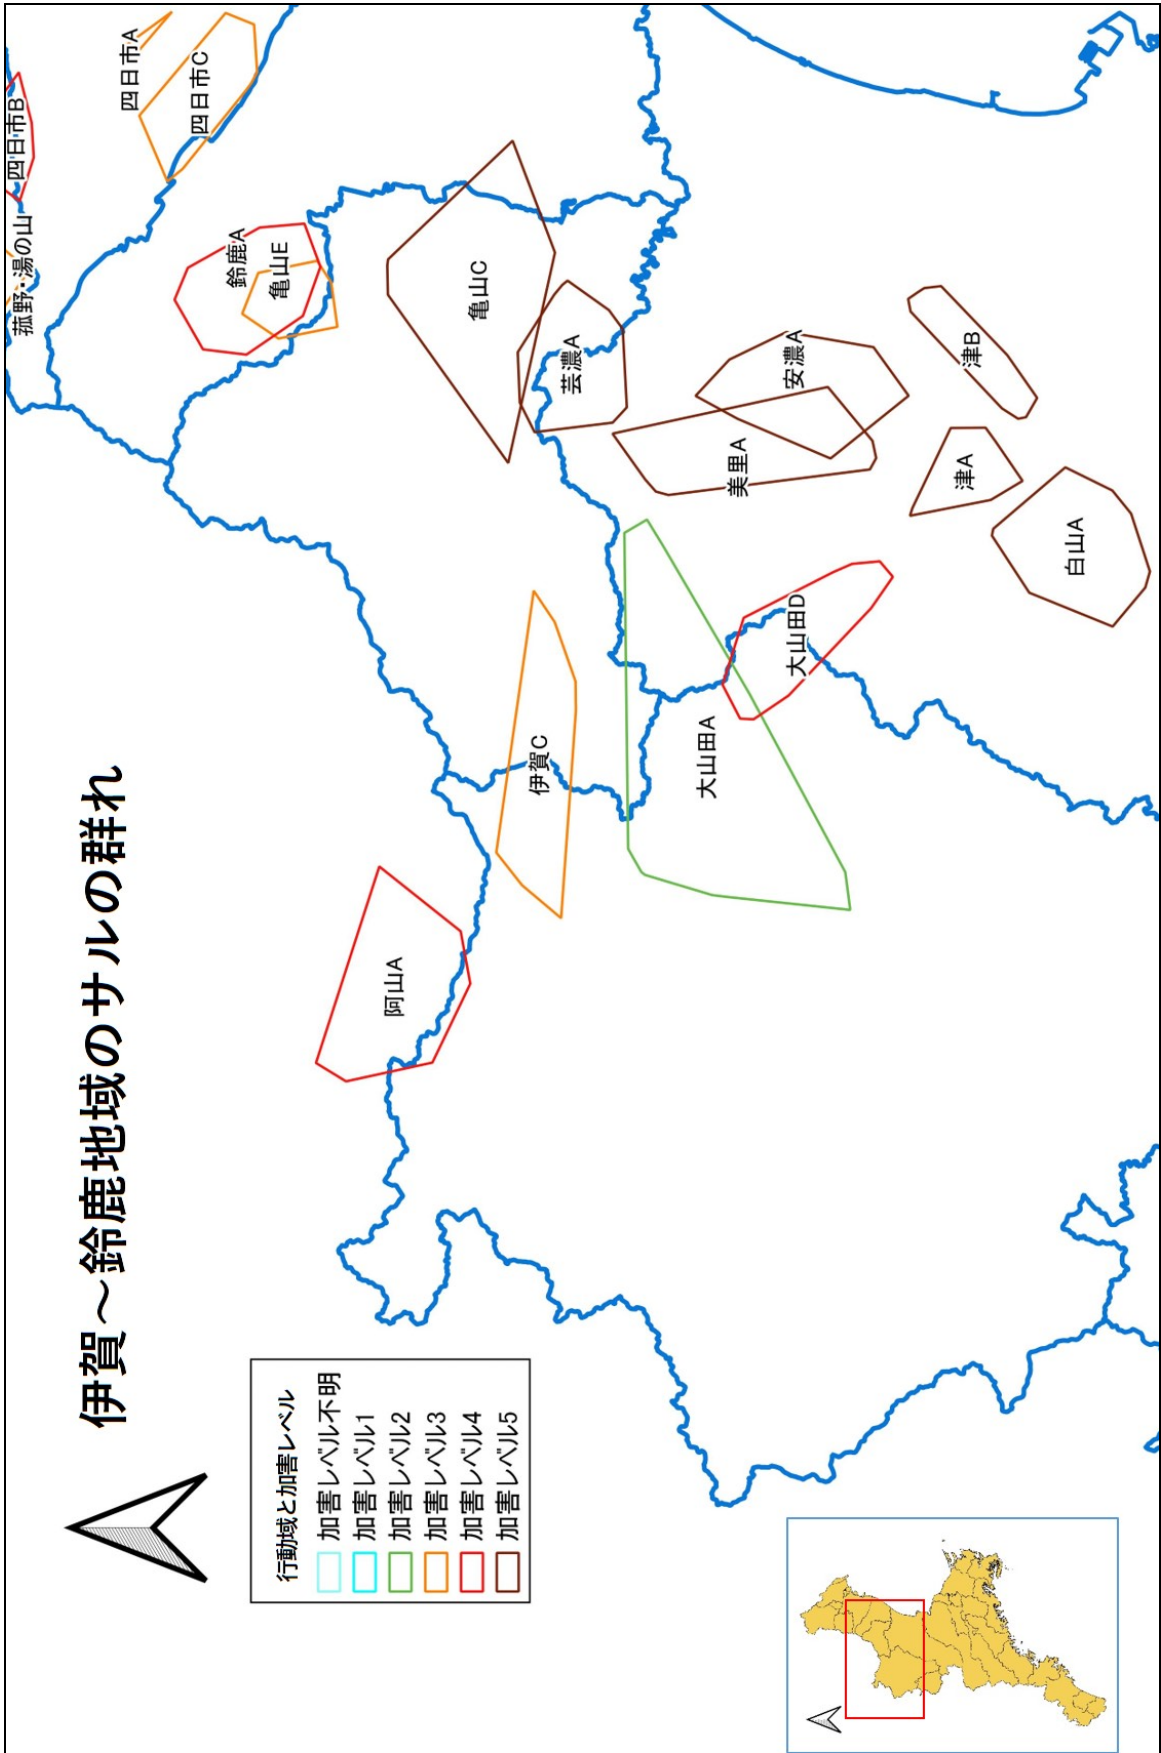 伊賀～鈴鹿地域のサルの群れ
行動域と加害レベル
加害レベル不明
加害レベル1
加害レベル2
加害レベル3
加害レベル4
加害レベル5
菰野・湯の山
四日市B
四日市A
四日市C
鈴鹿A
亀山E
阿山A
亀山C
伊賀C
芸濃A
大山田A
美里A
安濃A
大山田D
津A
津B
白山A